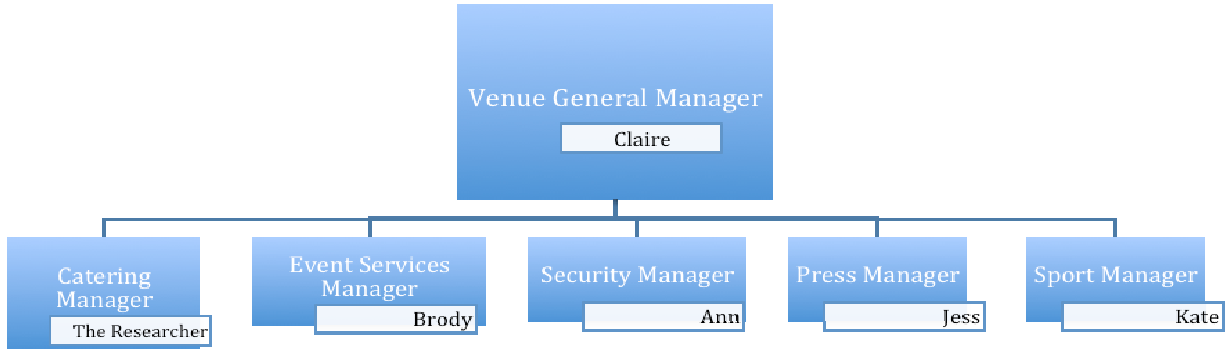 Venue General Manager
Claire
Catering
Manager
The Researcher
Event Services
Manager
Brody
Security Manager
Ann
Press Manager
Jess
Sport Manager
Kate